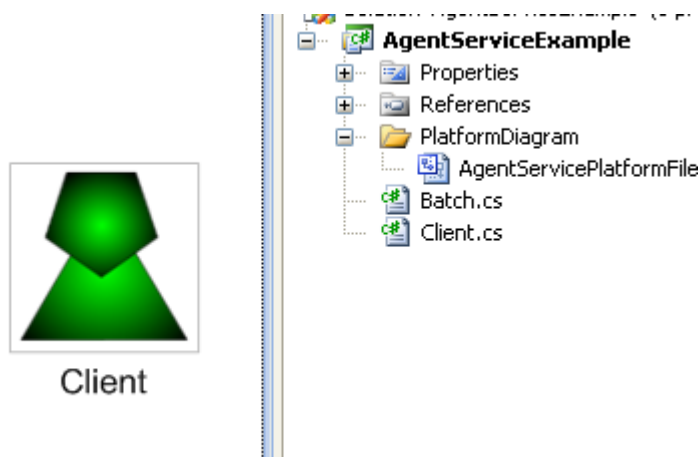 AgentServiceExample
Properties
References
PlatformDiagram
AgentServicePlatformFile
Batch.cs
Client.cs
Client